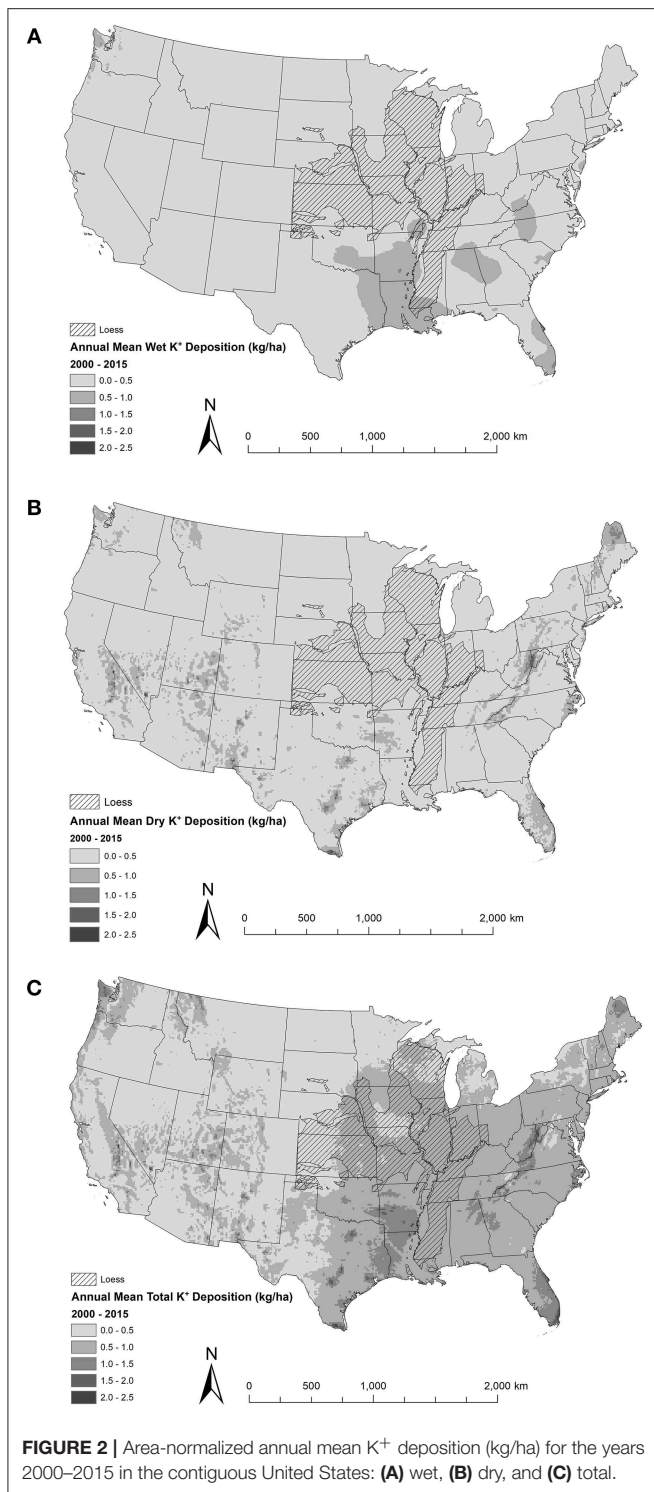 A
Loess
Annual Mean Wet K+ Deposition (kg/ha)
2000 - 2015
0.0 - 0.5
0.5 - 1.0
1.0 - 1.5
1.5 - 2.0
2.0 - 2.5
N
0 500 1,000 2,000 km
B
Loess
Annual Mean Dry K+ Deposition (kg/ha)
2000 - 2015
0.0 - 0.5
0.5 - 1.0
1.0 - 1.5
1.5 - 2.0
2.0 - 2.5
N
0 500 1,000 2,000 km
C
Loess
Annual Mean Total K+ Deposition (kg/ha)
2000 - 2015
0.0 - 0.5
0.5 - 1.0
1.0 - 1.5
1.5 - 2.0
2.0 - 2.5
N
0 500 1,000 2,000 km
FIGURE 2 | Area-normalized annual mean K+ deposition (kg/ha) for the years
2000–2015 in the contiguous United States: (A) wet, (B) dry, and (C) total.